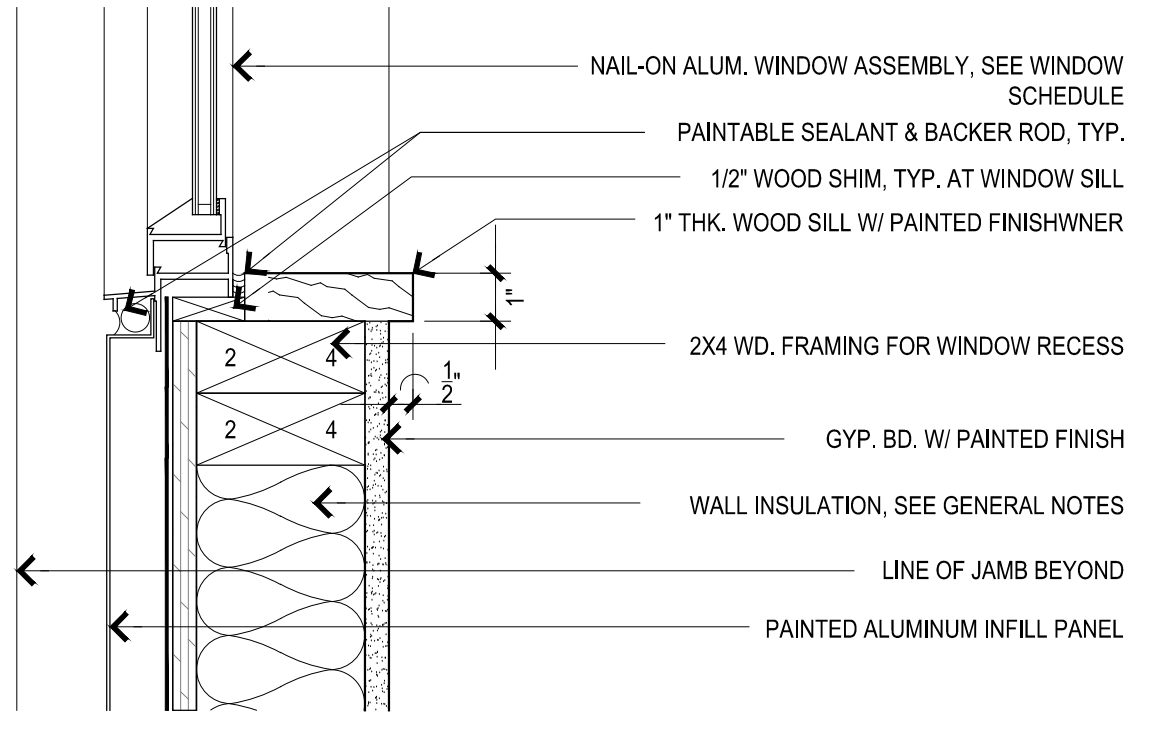 NAIL-ON ALUM. WINDOW ASSEMBLY, SEE WINDOW
SCHEDULE
PAINTABLE SEALANT & BACKER ROD, TYP.
1/2" WOOD SHIM, TYP. AT WINDOW SILL
1" THK. WOOD SILL W/ PAINTED FINISHWNER
1"
2X4 WD. FRAMING FOR WINDOW RECESS
2 4
1/2"
2 4
GYP. BD. W/ PAINTED FINISH
WALL INSULATION, SEE GENERAL NOTES
LINE OF JAMB BEYOND
PAINTED ALUMINUM INFILL PANEL